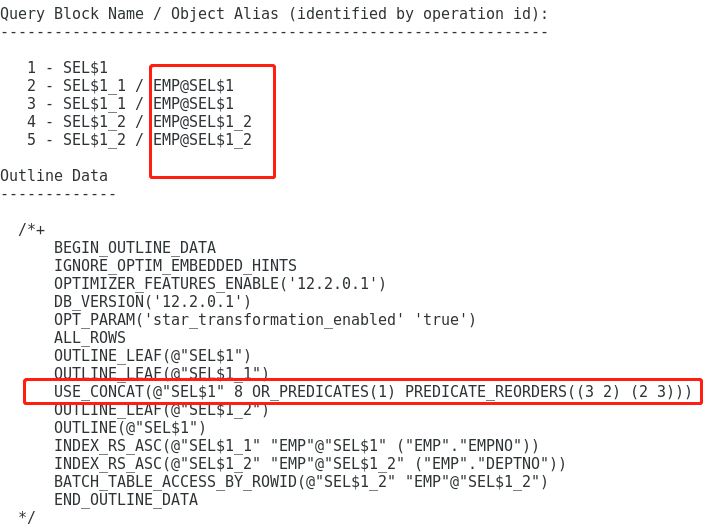 Query Block Name / Object Alias (identified by operation id):
-------------------------------------------------------------
1 - SEL$1
2 - SEL$1_1 / EMP@SEL$1
3 - SEL$1_1 / EMP@SEL$1
4 - SEL$1_2 / EMP@SEL$1_2
5 - SEL$1_2 / EMP@SEL$1_2
Outline Data
-------------
/*+
BEGIN_OUTLINE_DATA
IGNORE_OPTIM_EMBEDDED_HINTS
OPTIMIZER_FEATURES_ENABLE('12.2.0.1')
DB_VERSION('12.2.0.1')
OPT_PARAM('star_transformation_enabled' 'true')
ALL_ROWS
OUTLINE_LEAF(@"SEL$1")
OUTLINE_LEAF(@"SEL$1_1")
USE_CONCAT(@"SEL$1" 8 OR_PREDICATES(1) PREDICATE_REORDERS((3 2) (2 3)))
OUTLINE_LEAF(@"SEL$1_2")
OUTLINE(@"SEL$1")
INDEX_RS_ASC(@"SEL$1_1" "EMP"@"SEL$1" ("EMP"."EMPNO"))
INDEX_RS_ASC(@"SEL$1_2" "EMP"@"SEL$1_2" ("EMP"."DEPTNO"))
BATCH_TABLE_ACCESS_BY_ROWID(@"SEL$1_2" "EMP"@"SEL$1_2")
END_OUTLINE_DATA
*/